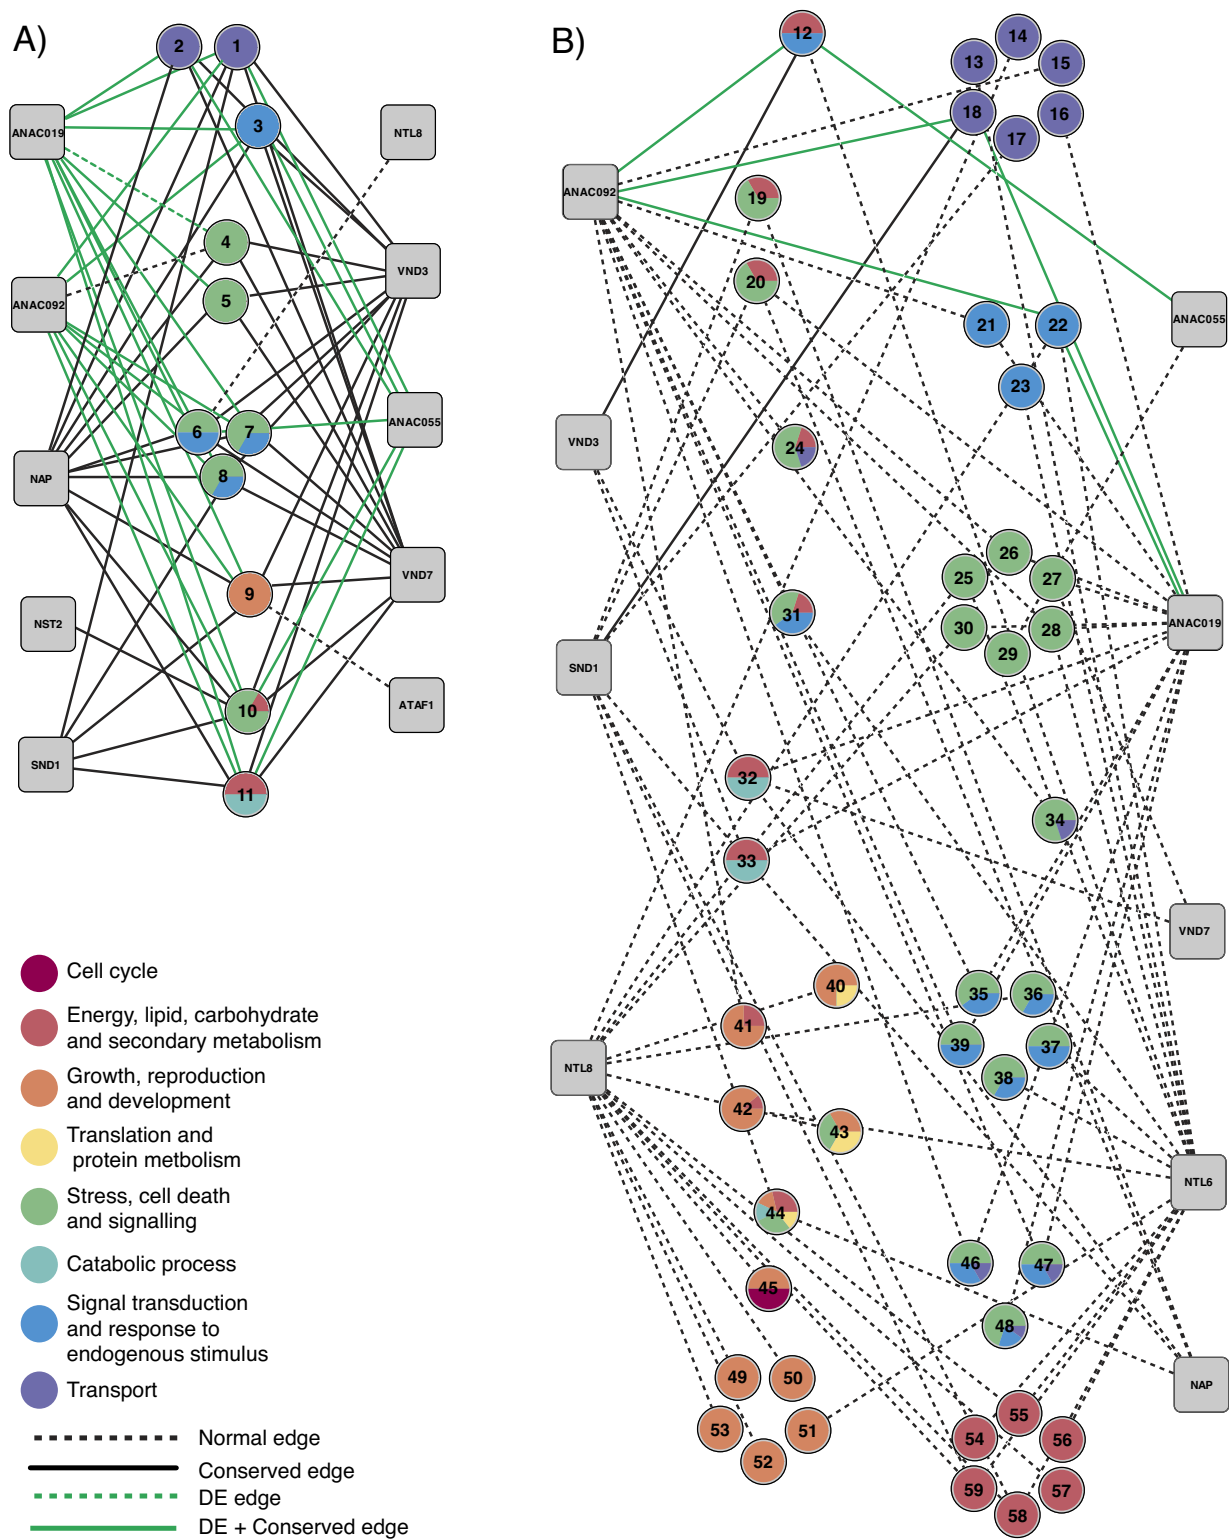 A)
B)
2
1
3
ANAC019
NTL8
4
VND3
5
ANAC092
ANAC055
6
7
8
NAP
VND7
9
NST2
ATAF1
10
SND1
11
12
14
13
15
18
16
17
ANAC092
19
20
ANAC055
21
22
23
VND3
24
26
25
27
30
28
29
31
ANAC019
SND1
32
34
33
VND7
40
35
36
41
39
37
38
NTL8
42
43
NTL6
44
46
47
45
48
49
50
NAP
53
51
52
55
54
56
59
57
58
Cell cycle
Energy, lipid, carbohydrate
and secondary metabolism
Growth, reproduction
and development
Translation and
protein metbolism
Stress, cell death
and signalling
Catabolic process
Signal transduction
and response to
endogenous stimulus
Transport
Normal edge
Conserved edge
DE edge
DE + Conserved edge